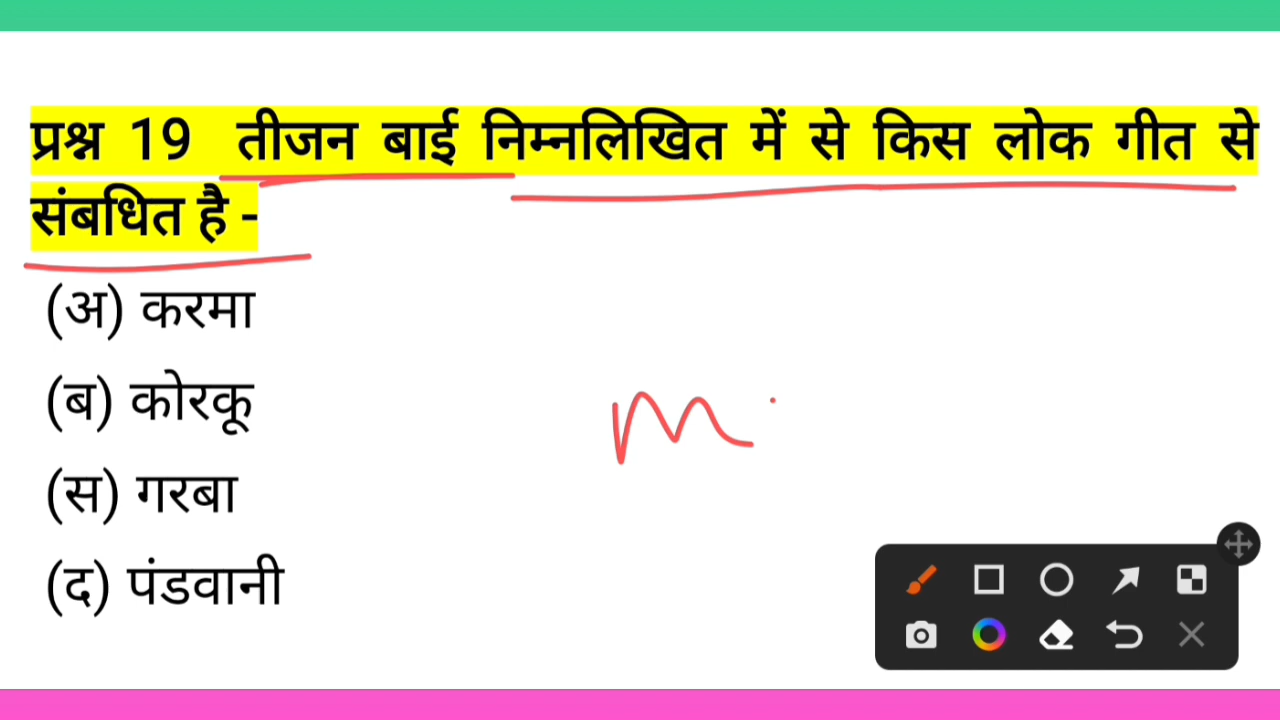 प्रश्न 19 तीजन बाई निम्नलिखित में से किस लोक गीत से
संबधित है -
(अ) करमा
(ब) कोरकू
(स) गरबा
(द) पंडवानी
m